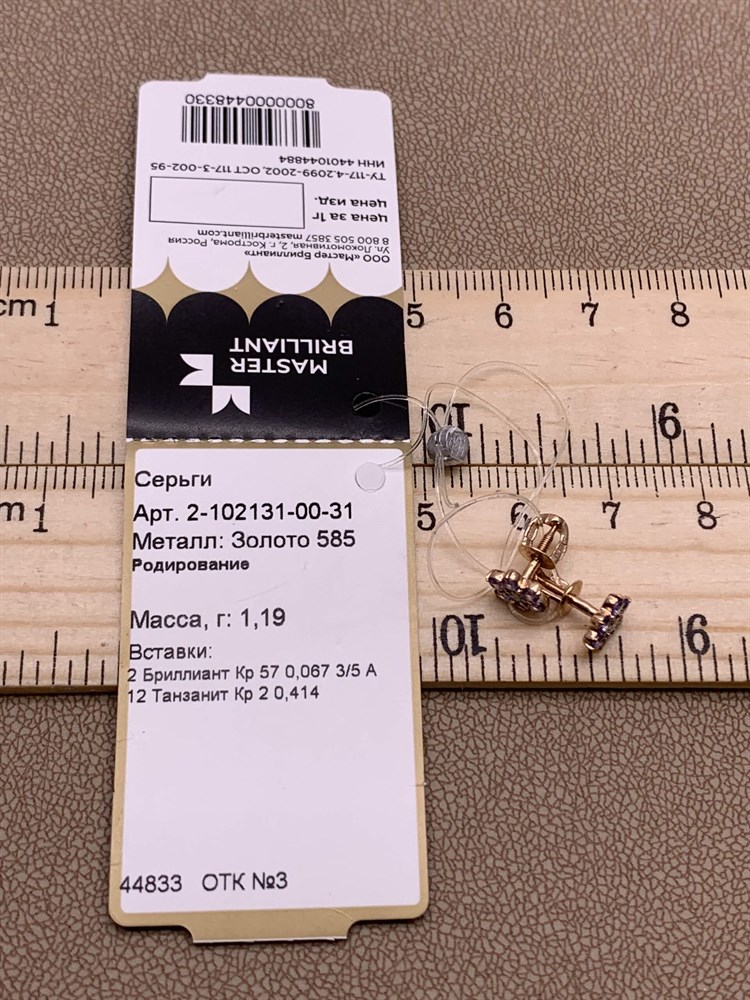 8000000448330
ТУ-117-4.2099-2002, ОСТ 117-3-002-95
ИНН 4401044884
цена за 1г
цена изд.
ООО «Мастер Бриллиант»
Ул. Локомотивная, 2, г. Кострома, Россия
8 800 505 3857 masterbrilliant.com
MASTER
BRILLIANT
Серьги
Арт. 2-102131-00-31
Металл: Золото 585
Родирование
Масса, г: 1,19
Вставки:
2 Бриллиант Кр 57 0,067 3/5 А
12 Танзанит Кр 2 0,414
44833 ОТК №3
cm 1 5 6 7 8
10 9
m 1 5 6 7 8
10 9